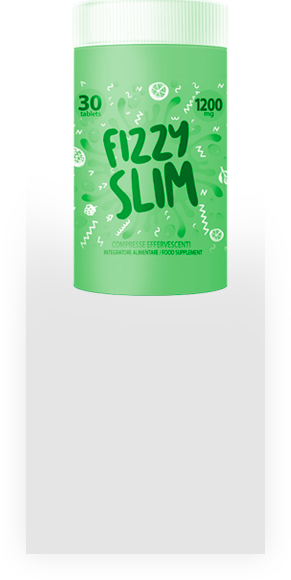 30
tablets
1200
mg
FIZZY
SLIM
COMPRESSE EFFERVESCENTI
INTEGRATORE ALIMENTARE / FOOD SUPPLEMENT